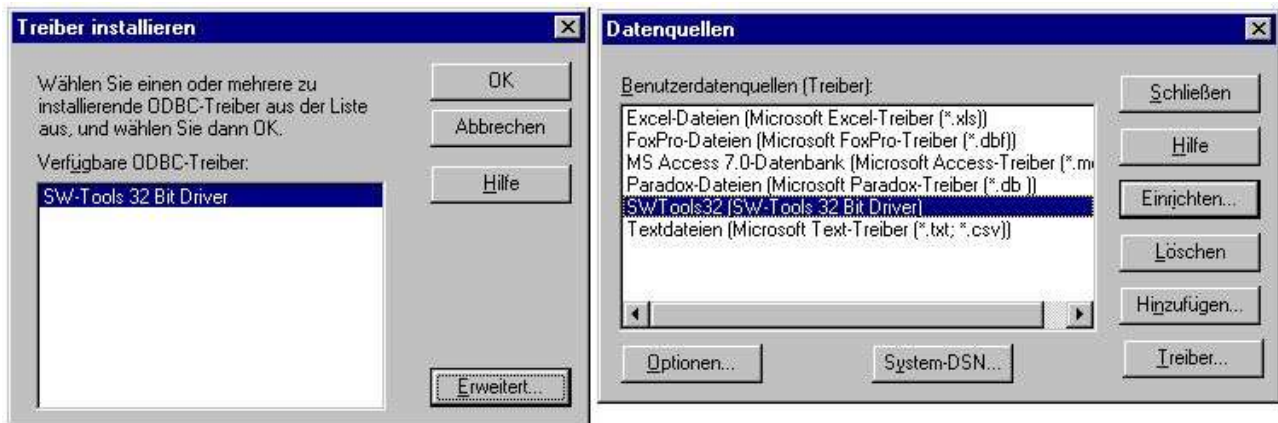 Treiber installieren
Wählen Sie einen oder mehrere zu
installierende ODBC-Treiber aus der Liste
aus, und wählen Sie dann OK.
Verfügbare ODBC-Treiber:
SW-Tools 32 Bit Driver
OK
Abbrechen
Hilfe
Erweitert...
Datenquellen
Benutzerdatenquellen (Treiber):
Excel-Dateien (Microsoft Excel-Treiber (*.xls))
FoxPro-Dateien (Microsoft FoxPro-Treiber (*.dbf))
MS Access 7.0-Datenbank (Microsoft Access-Treiber (*.m
Paradox-Dateien (Microsoft Paradox-Treiber (*.db ))
SWTools32 (SW-Tools 32 Bit Driver)
Textdateien (Microsoft Text-Treiber (*.txt; *.csv))
Schließen
Hilfe
Einrichten...
Löschen
Hinzufügen...
Treiber...
Optionen...
System-DSN...